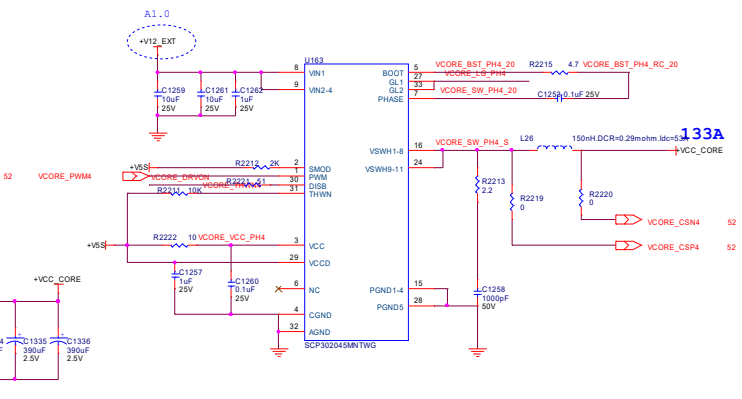 A1.0
+V12_EXT
U163
8
VIN1
9
VIN2-4
C1259
10uF
25V
C1261
10uF
25V
C1262
1uF
25V
BOOT
5
GL1
27
GL2
33
PHASE
7
VCORE_BST_PH4_20
VCORE_LG_PH4
VCORE_SW_PH4_20
R2215
4.7
VCORE_BST_PH4_RC_20
0.1uF 25V
133A
+VCC_CORE
L26
150nH.DCR=0.29mohm.Idc=53A
VSWH1-8
16
VCORE_SW_PH4_S
VSWH9-11
24
+V5S
R2212
2K
2
SMOD
52
VCORE_PWM4
VCORE_DRVON
1
PWM
R2221
51
30
DISB
R2211
10K
31
THWN
R2213
2.2
R2219
0
R2220
0
VCORE_CSN4
52
VCORE_CSP4
52
+V5S
R2222
10
VCORE_VCC_PH4
3
VCC
29
VCCD
C1257
1uF
25V
C1260
0.1uF
25V
6
NC
4
CGND
32
AGND
PGND1-4
15
PGND5
28
C1258
1000pF
50V
SCP302045MNTWG
+VCC_CORE
C1335
390uF
2.5V
C1336
390uF
2.5V